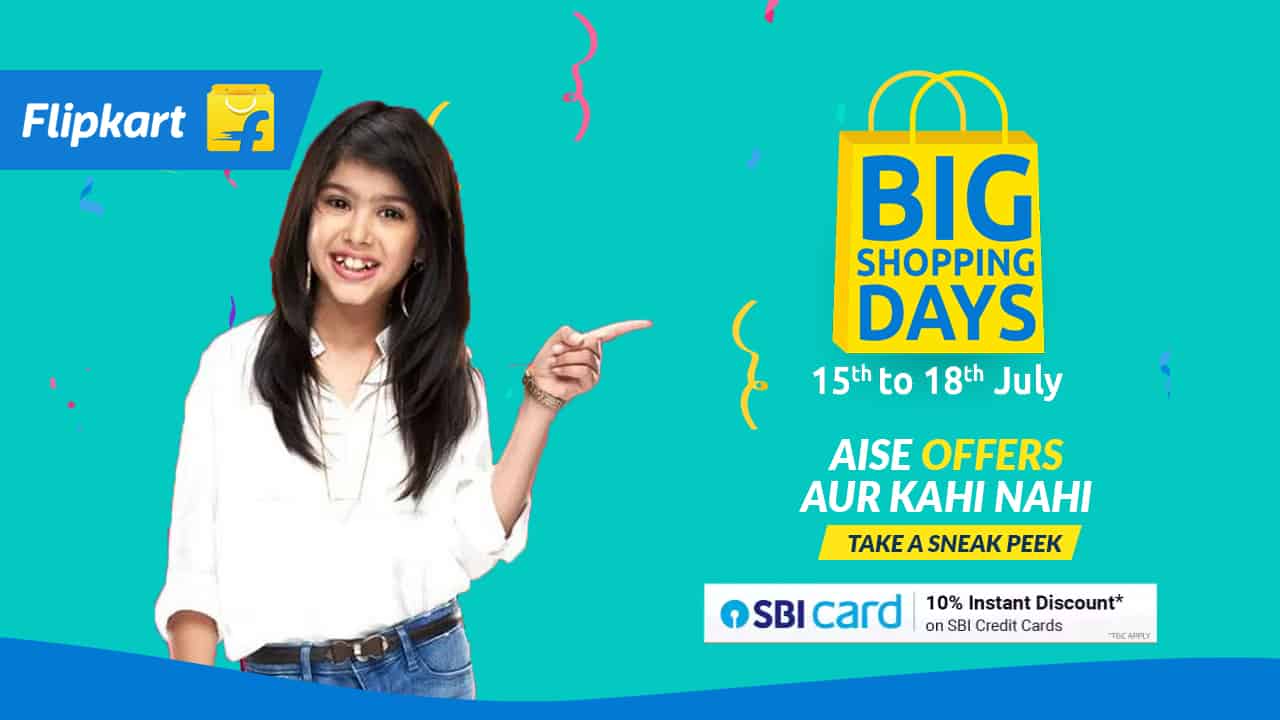 Flipkart
BIG
SHOPPING
DAYS
15th to 18th July
AISE OFFERS
AUR KAHI NAHI
TAKE A SNEAK PEEK
SBI card
10% Instant Discount*
on SBI Credit Cards
*T&C APPLY